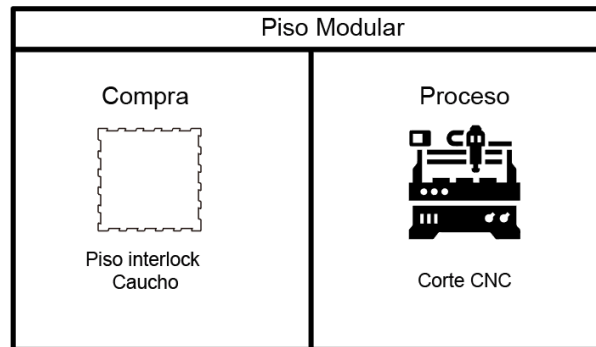 Piso Modular
Compra
Piso interlock
Caucho
Proceso
Corte CNC